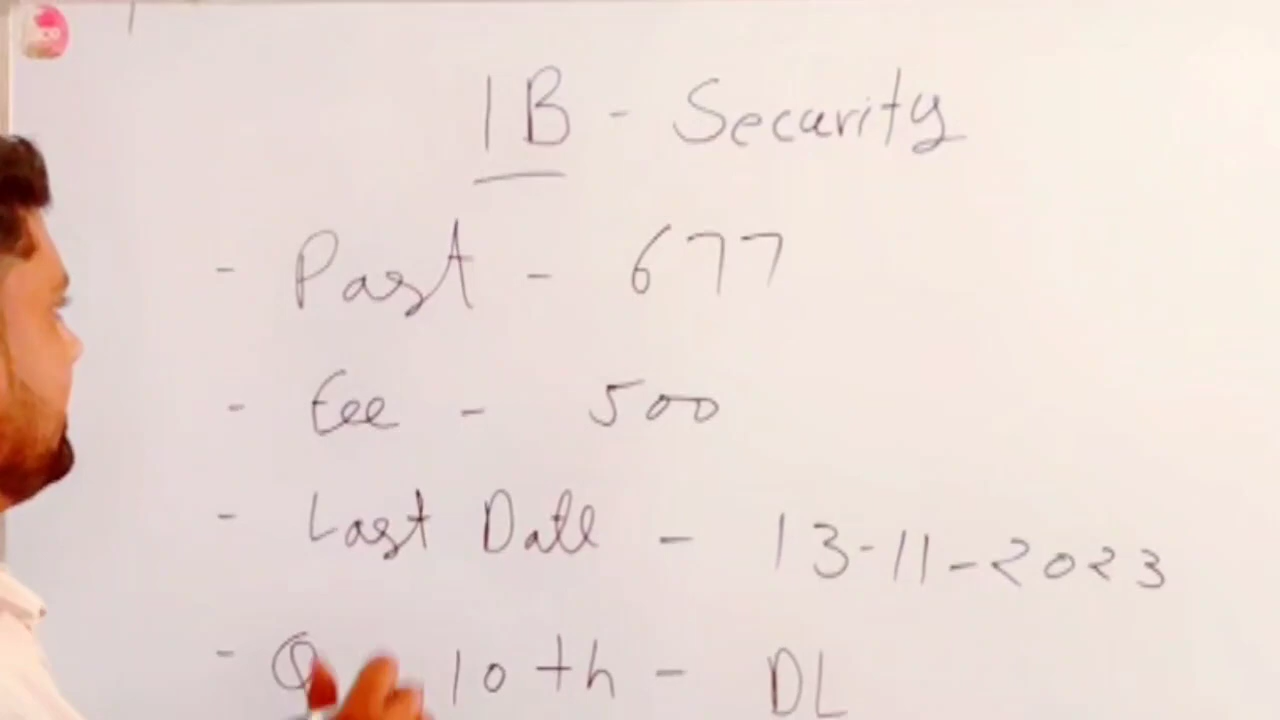 IB - Security
- Past - 677
- Fee - 500
- Last Date - 13-11-2023
- Q 10th - DL